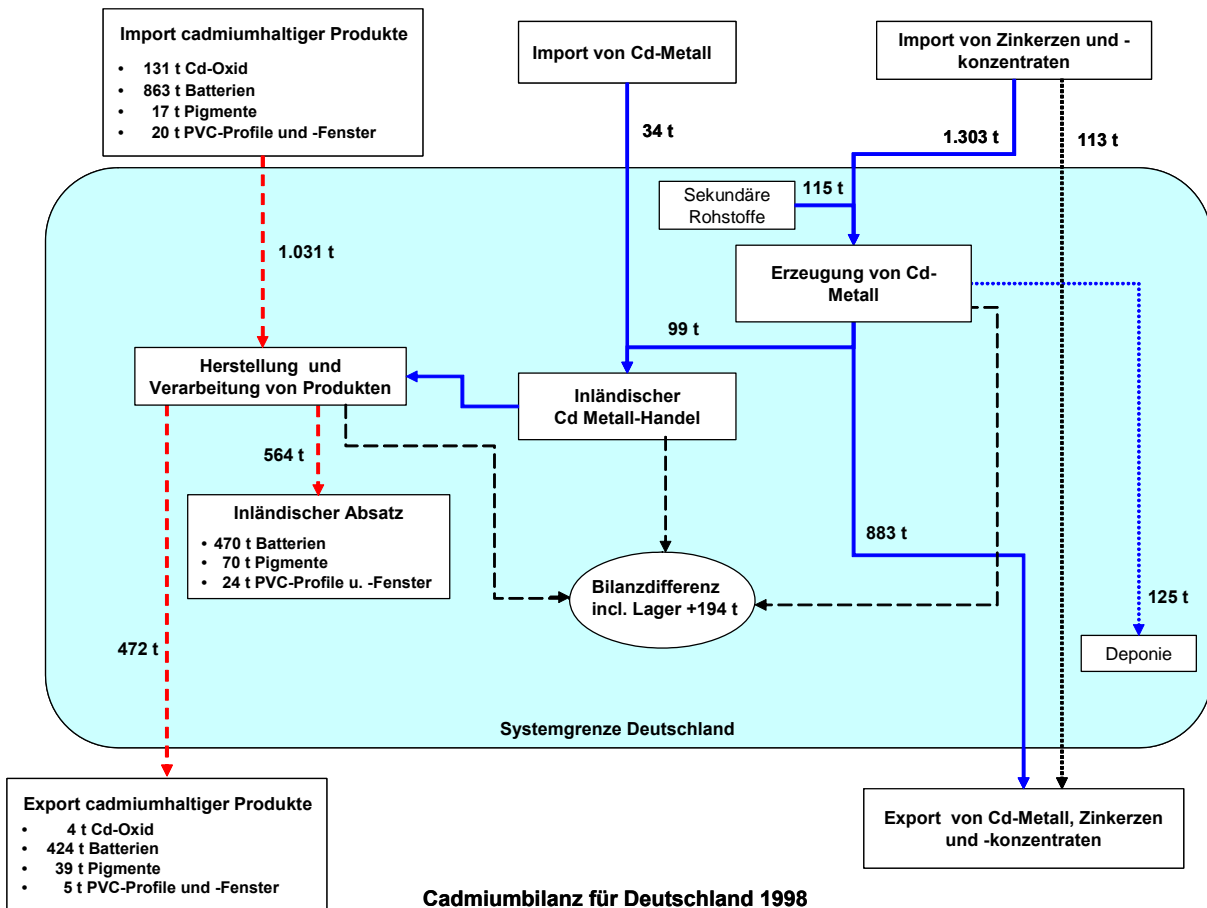 Import cadmiumhaltiger Produkte
• 131 t Cd-Oxid
• 863 t Batterien
• 17 t Pigmente
• 20 t PVC-Profile und -Fenster
Import von Cd-Metall
Import von Zinkerzen und -
konzentraten
34 t
1.303 t
113 t
115 t
Sekundäre
Rohstoffe
1.031 t
Erzeugung von Cd-
Metall
99 t
Herstellung und
Verarbeitung von Produkten
Inländischer
Cd Metall-Handel
564 t
Inländischer Absatz
• 470 t Batterien
• 70 t Pigmente
• 24 t PVC-Profile u. -Fenster
883 t
Bilanzdifferenz
incl. Lager +194 t
125 t
472 t
Deponie
Systemgrenze Deutschland
Export cadmiumhaltiger Produkte
• 4 t Cd-Oxid
• 424 t Batterien
• 39 t Pigmente
• 5 t PVC-Profile und -Fenster
Export von Cd-Metall, Zinkerzen
und -konzentraten
Cadmiumbilanz für Deutschland 1998